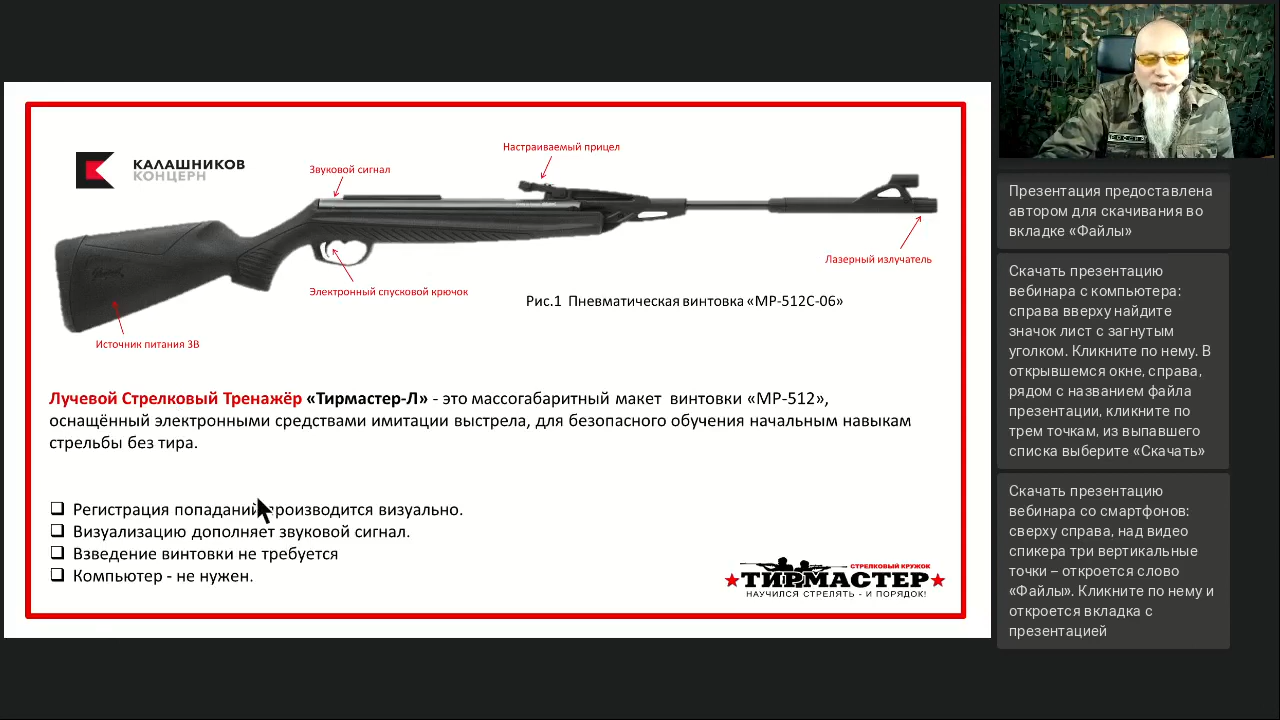 КАЛАШНИКОВ
КОНЦЕРН
Звуковой сигнал
Настраиваемый прицел
Лазерный излучатель
Электронный спусковой крючок
Рис.1 Пневматическая винтовка «МР-512С-06»
Источник питания 3В
Лучевой Стрелковый Тренажёр «Тирмастер-Л» - это массогабаритный макет винтовки «МР-512»,
оснащённый электронными средствами имитации выстрела, для безопасного обучения начальным навыкам
стрельбы без тира.
Регистрация попаданий производится визуально.
Визуализацию дополняет звуковой сигнал.
Взведение винтовки не требуется
Компьютер - не нужен.
СТРЕЛКОВЫЙ КРУЖОК
ТИРМАСТЕР
НАУЧИЛСЯ СТРЕЛЯТЬ - И ПОРЯДОК!
РОССИЯ
Презентация предоставлена
автором для скачивания во
вкладке «Файлы»
Скачать презентацию
вебинара с компьютера:
справа вверху найдите
значок лист с загнутым
уголком. Кликните по нему. В
открывшемся окне, справа,
рядом с названием файла
презентации, кликните по
трем точкам, из выпавшего
списка выберите «Скачать»
Скачать презентацию
вебинара со смартфонов:
сверху справа, над видео
спикера три вертикальные
точки – откроется слово
«Файлы». Кликните по нему и
откроется вкладка с
презентацией